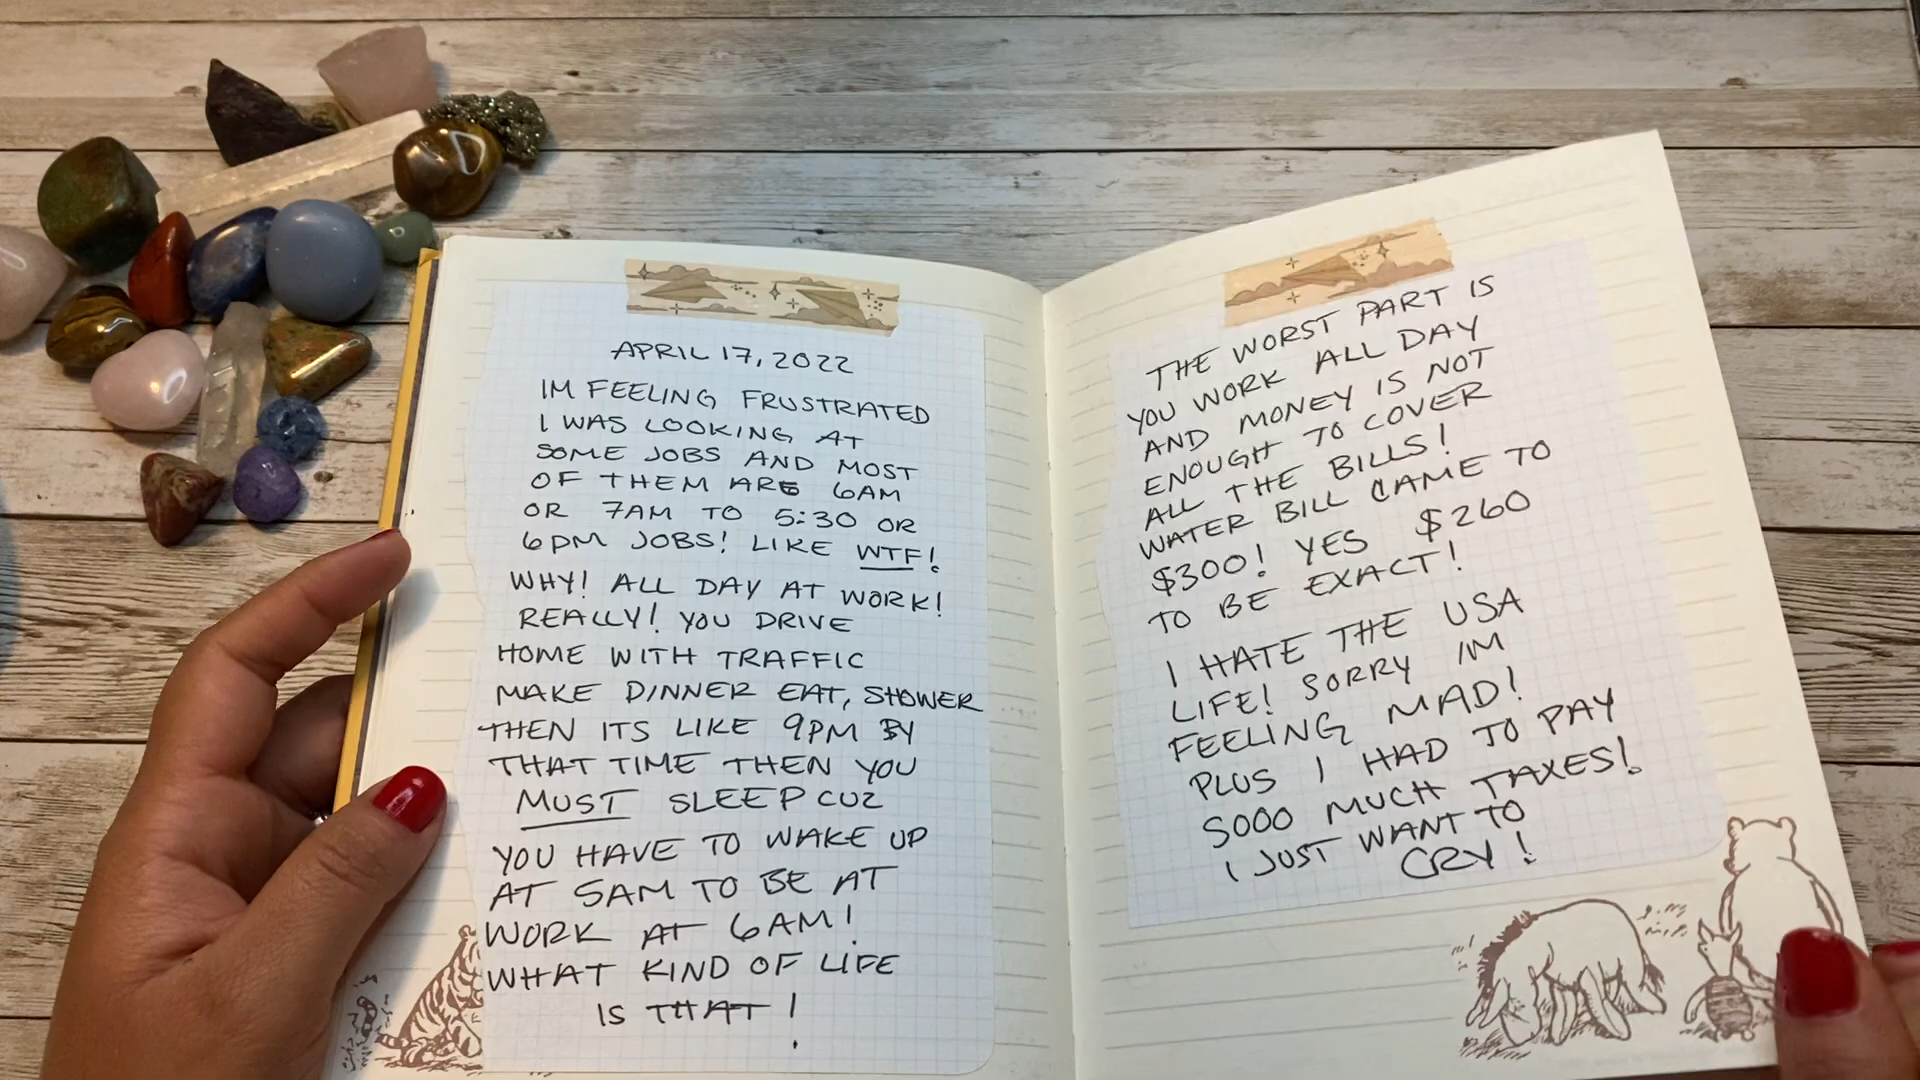 APRIL 17, 2022
IM FEELING FRUSTRATED
I WAS LOOKING AT
SOME JOBS AND MOST
OF THEM ARE 6AM
OR 7AM TO 5:30 OR
6PM JOBS! LIKE WTF!
WHY! ALL DAY AT WORK!
REALLY! YOU DRIVE
HOME WITH TRAFFIC
MAKE DINNER EAT, SHOWER
THEN ITS LIKE 9PM BY
THAT TIME THEN YOU
MUST SLEEP CUZ
YOU HAVE TO WAKE UP
AT 5AM TO BE AT
WORK AT 6AM!
WHAT KIND OF LIFE
IS THAT!
THE WORST PART IS
YOU WORK ALL DAY
AND MONEY IS NOT
ENOUGH TO COVER
ALL THE BILLS!
WATER BILL CAME TO
$300! YES $260
TO BE EXACT!
I HATE THE USA
LIFE! SORRY IM
FEELING MAD!
PLUS I HAD TO PAY
SOOO MUCH TAXES!
I JUST WANT TO
CRY!